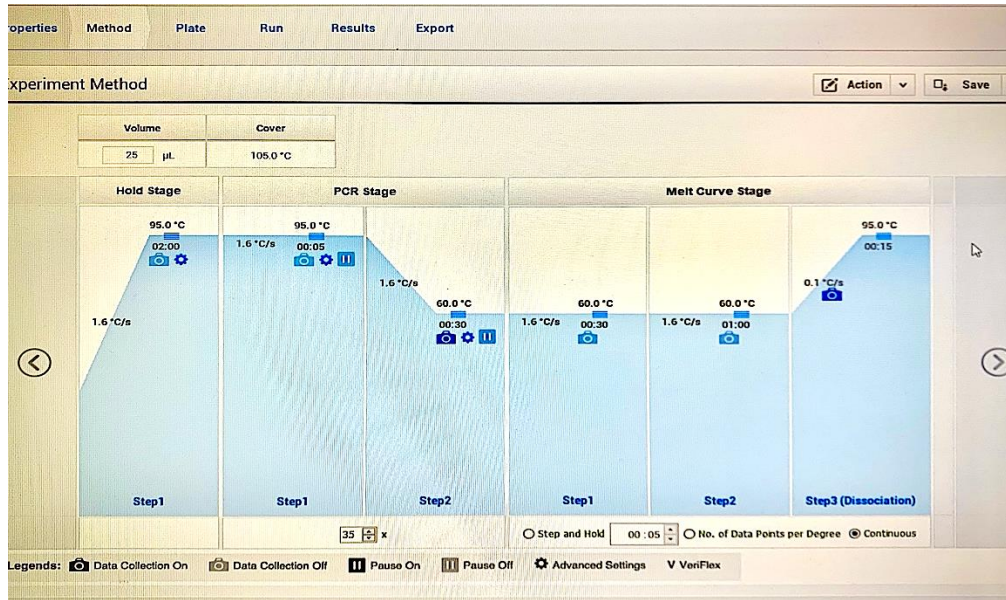 operties Method Plate Run Results Export
Experiment Method
Action Save
Volume Cover
25 µL 105.0 °C
Hold Stage PCR Stage Melt Curve Stage
95.0 °C 95.0 °C 95.0 °C
02:00 1.6 °C/s 00:05 00:15
1.6 °C/s 0.1 °C/s
60.0 °C 60.0 °C 60.0 °C
1.6 °C/s 00:30 1.6 °C/s 00:30 1.6 °C/s 01:00
Step1 Step1 Step2 Step1 Step2 Step3 (Dissociation)
35 x Step and Hold 00 : 05 No. of Data Points per Degree Continuous
Legends: Data Collection On Data Collection Off Pause On Pause Off Advanced Settings V VeriFlex